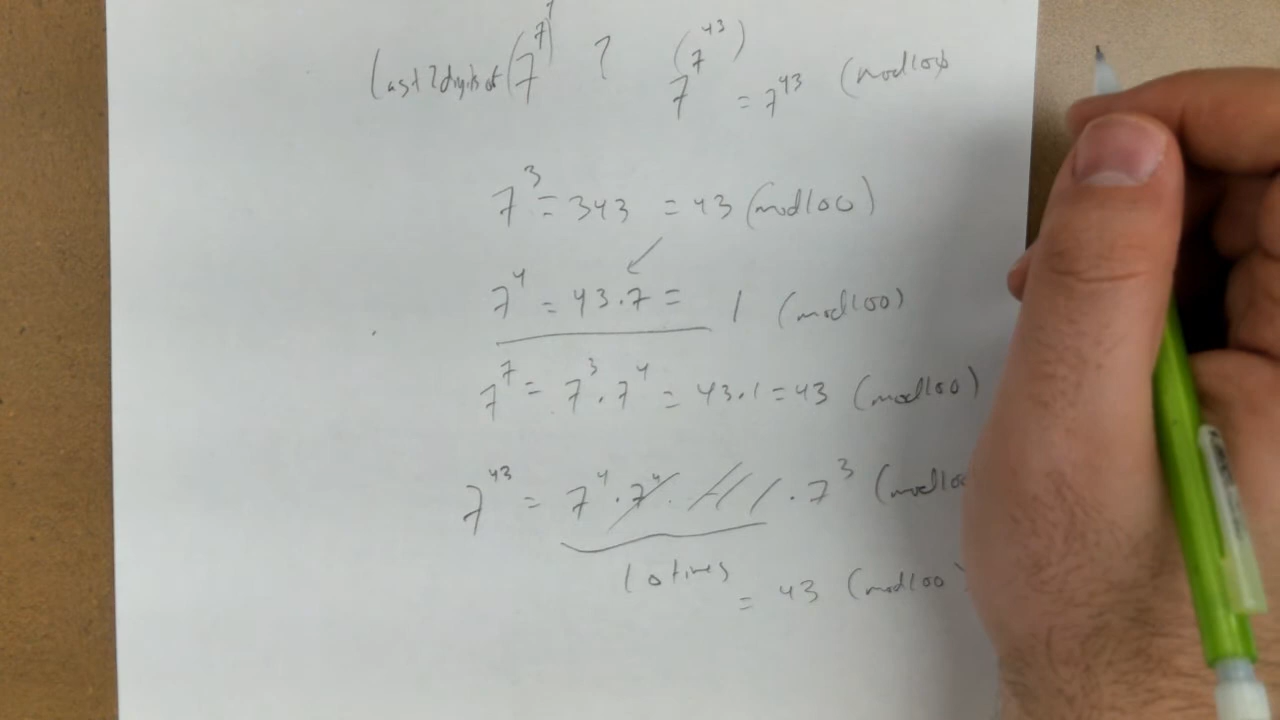 Last 2 digits of (7^7)^7 ? 7^(7^43) = 7^43 (mod 100)
7^3 = 343 = 43 (mod 100)
7^4 = 43.7 = 1 (mod 100)
7^7 = 7^3 . 7^4 = 43.1 = 43 (mod 100)
7^43 = 7^4 . 7^4 . . 7^3 (mod 100
10 times
= 43 (mod 100)